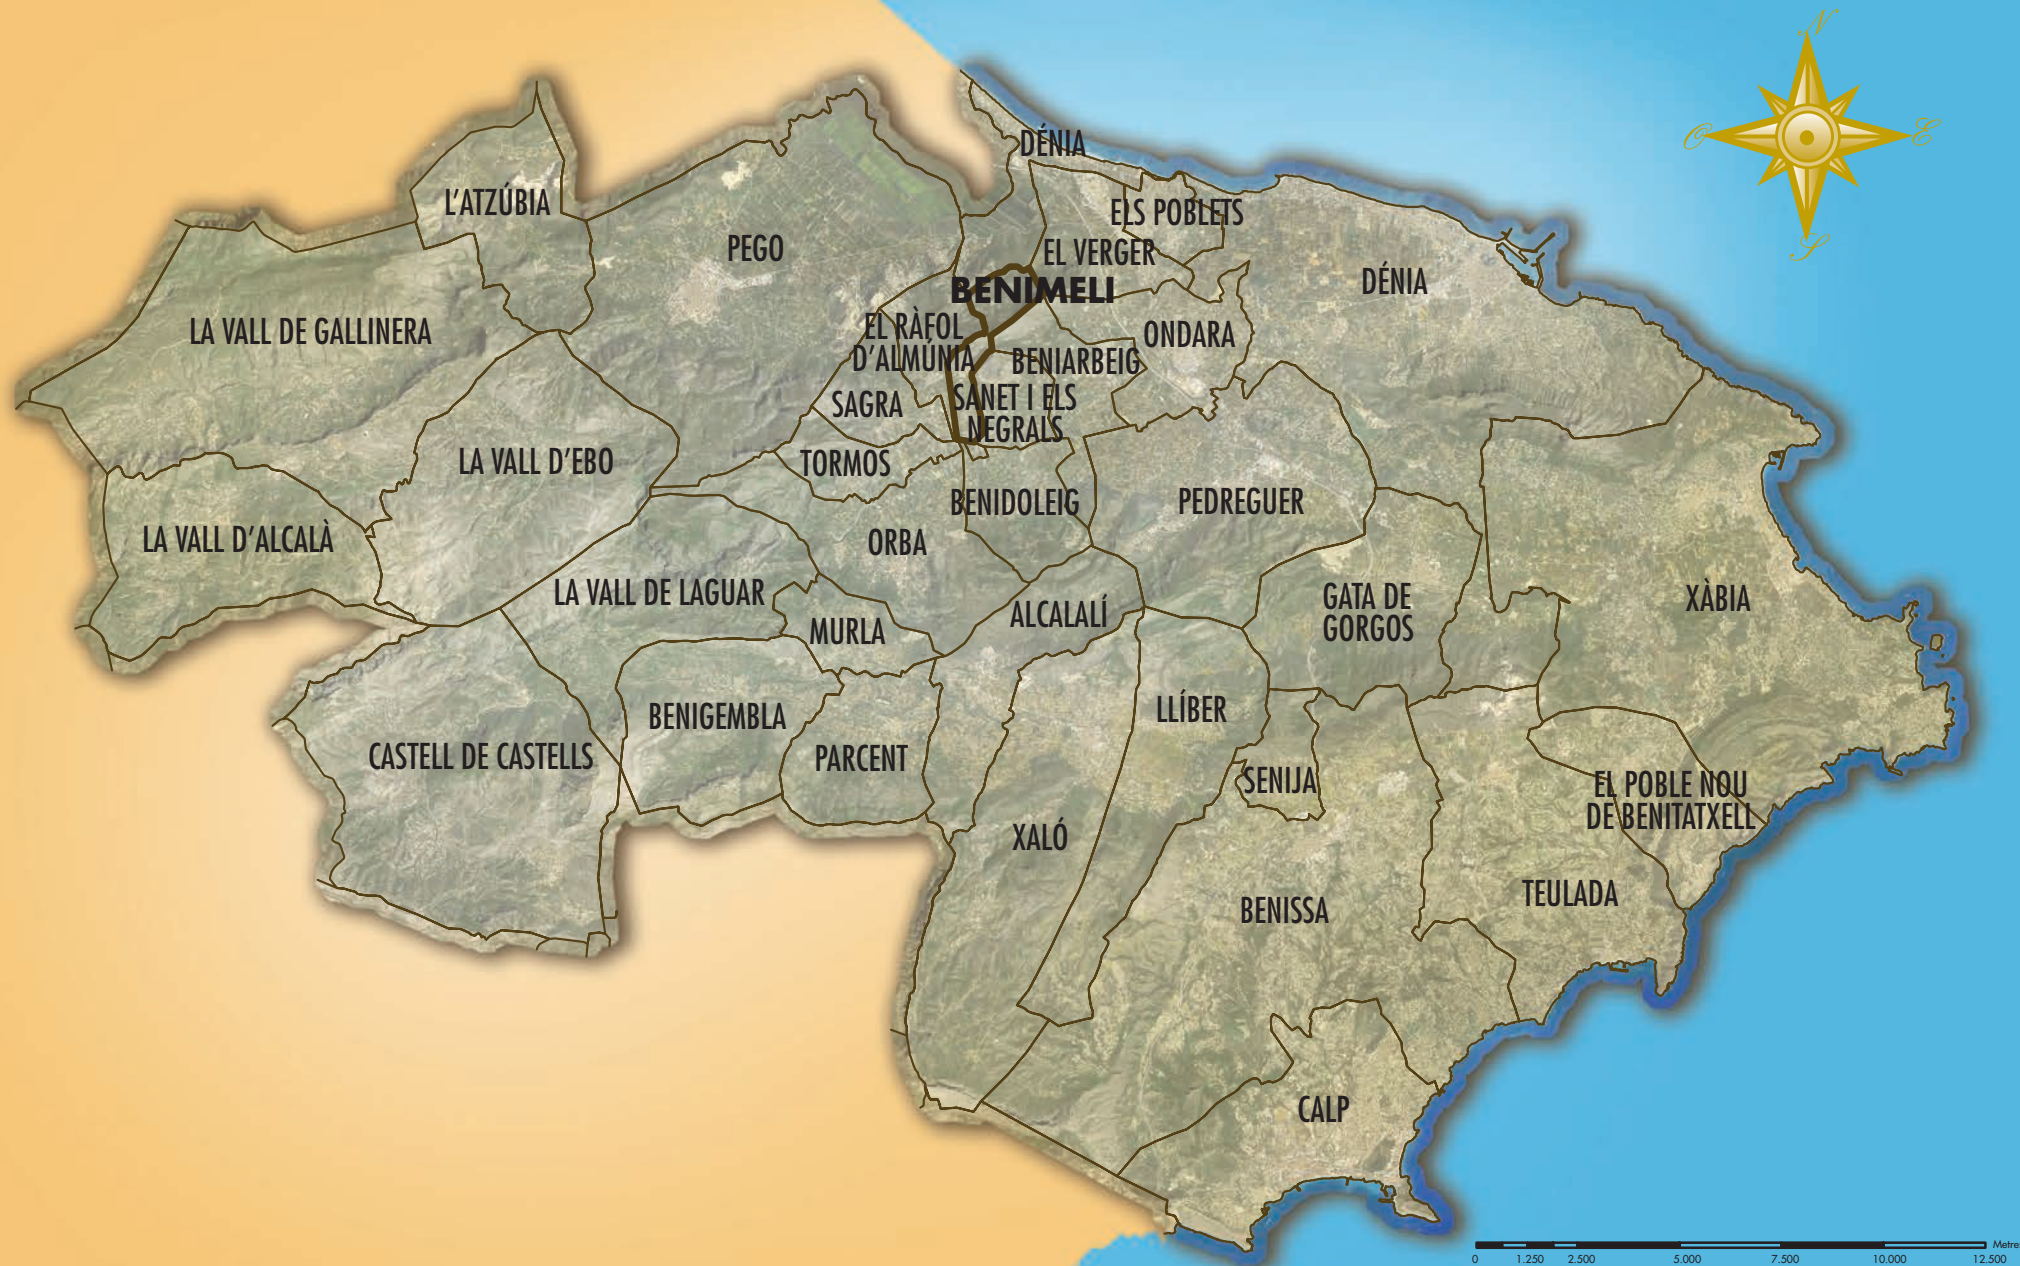 N
O
E
S
DÉNIA
L'ATZÚBIA
ELS POBLETS
PEGO
EL VERGER
DÉNIA
BENIMELI
LA VALL DE GALLINERA
EL RÀFOL
D'ALMÚNIA
ONDARA
BENIARBEIG
SAGRA
SANET I ELS
NEGRALS
LA VALL D'EBO
TORMOS
BENIDOLEIG
PEDREGUER
LA VALL D'ALCALÀ
ORBA
LA VALL DE LAGUAR
GATA DE
GORGOS
XÀBIA
ALCALALÍ
MURLA
LLÍBER
BENIGEMBLA
CASTELL DE CASTELLS
PARCENT
SENIJA
EL POBLE NOU
DE BENITATXELL
XALÓ
TEULADA
BENISSA
CALP
Metres
0 1.250 2.500 5.000 7.500 10.000 12.500